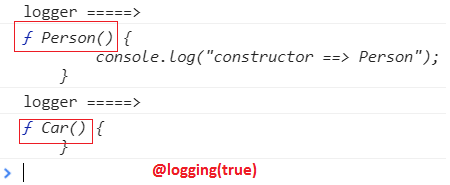 logger =====>
ƒ Person() {
console.log("constructor ==> Person");
}
logger =====>
ƒ Car() {
}
> @logging(true)